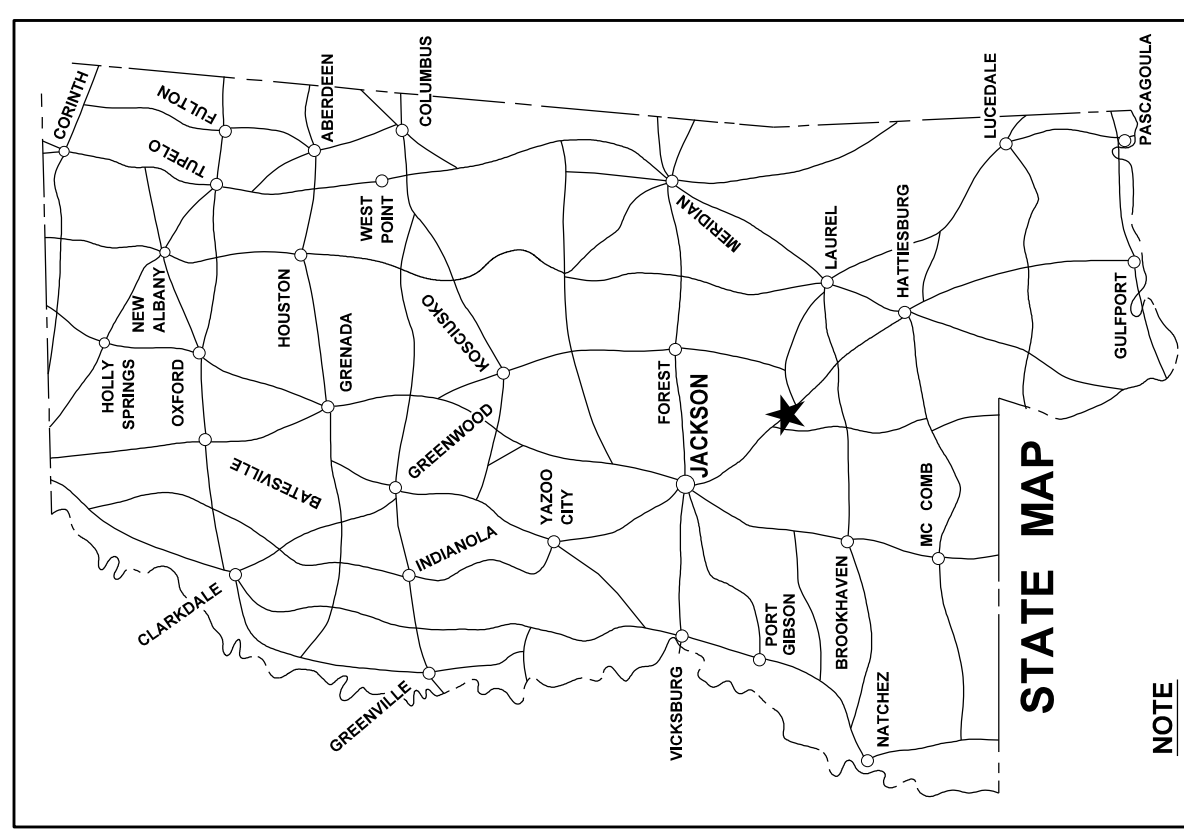 CORINTH
FULTON
ABERDEEN
COLUMBUS
TUPELO
WEST
POINT
NEW
ALBANY
HOUSTON
HOLLY
SPRINGS
OXFORD
GRENADA
KOSCIUSKO
BATESVILLE
GREENWOOD
CLARKDALE
INDIANOLA
YAZOO
CITY
GREENVILLE
MERIDIAN
LUCEDALE
PASCAGOULA
LAUREL
HATTIESBURG
GULFPORT
FOREST
JACKSON
MC COMB
BROOKHAVEN
PORT
GIBSON
VICKSBURG
NATCHEZ
STATE MAP
NOTE